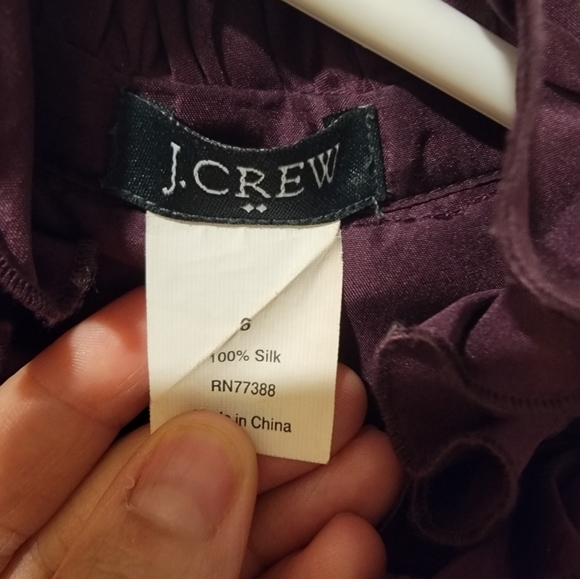 J.CREW
6
100% Silk
RN77388
in China